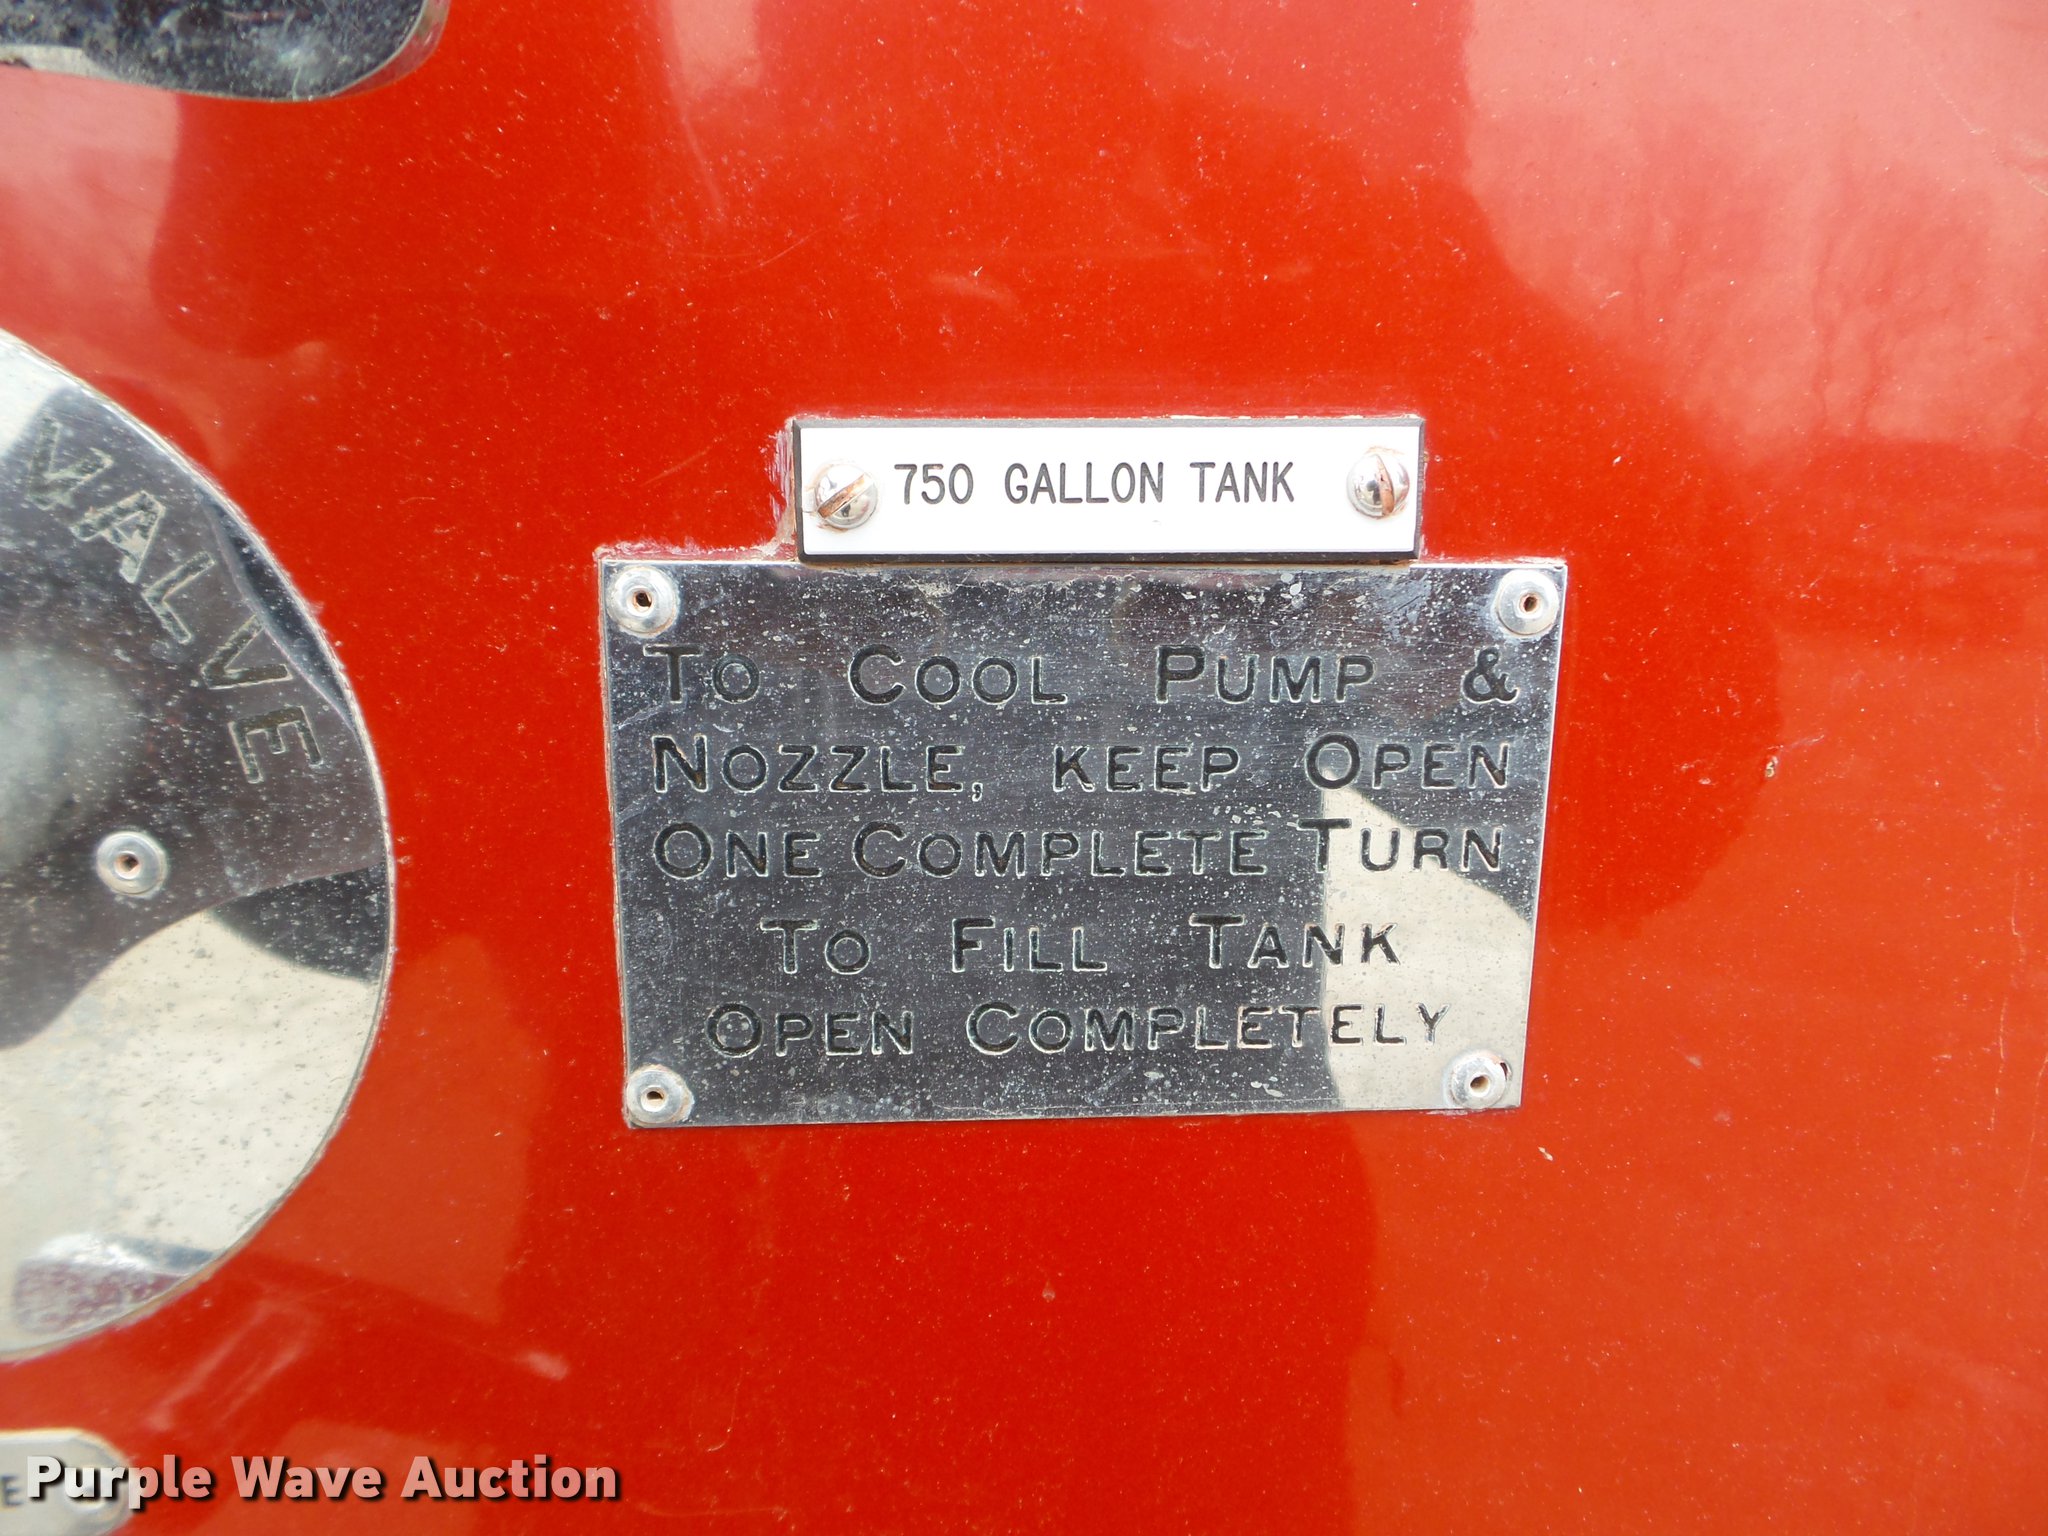 VALVE
750 GALLON TANK
TO COOL PUMP &
NOZZLE, KEEP OPEN
ONE COMPLETE TURN
TO FILL TANK
OPEN COMPLETELY
E
Purple Wave Auction